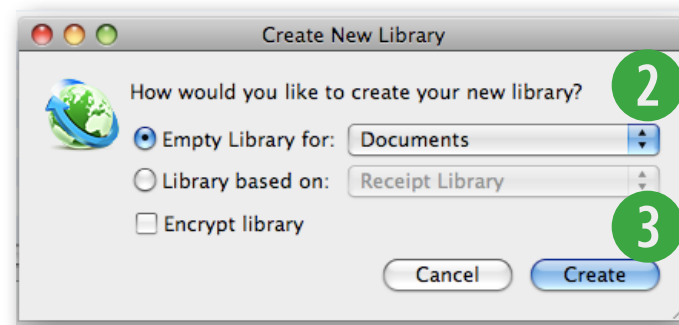 Create New Library
How would you like to create your new library?
2
Empty Library for: Documents
Library based on: Receipt Library
Encrypt library
3
Cancel Create